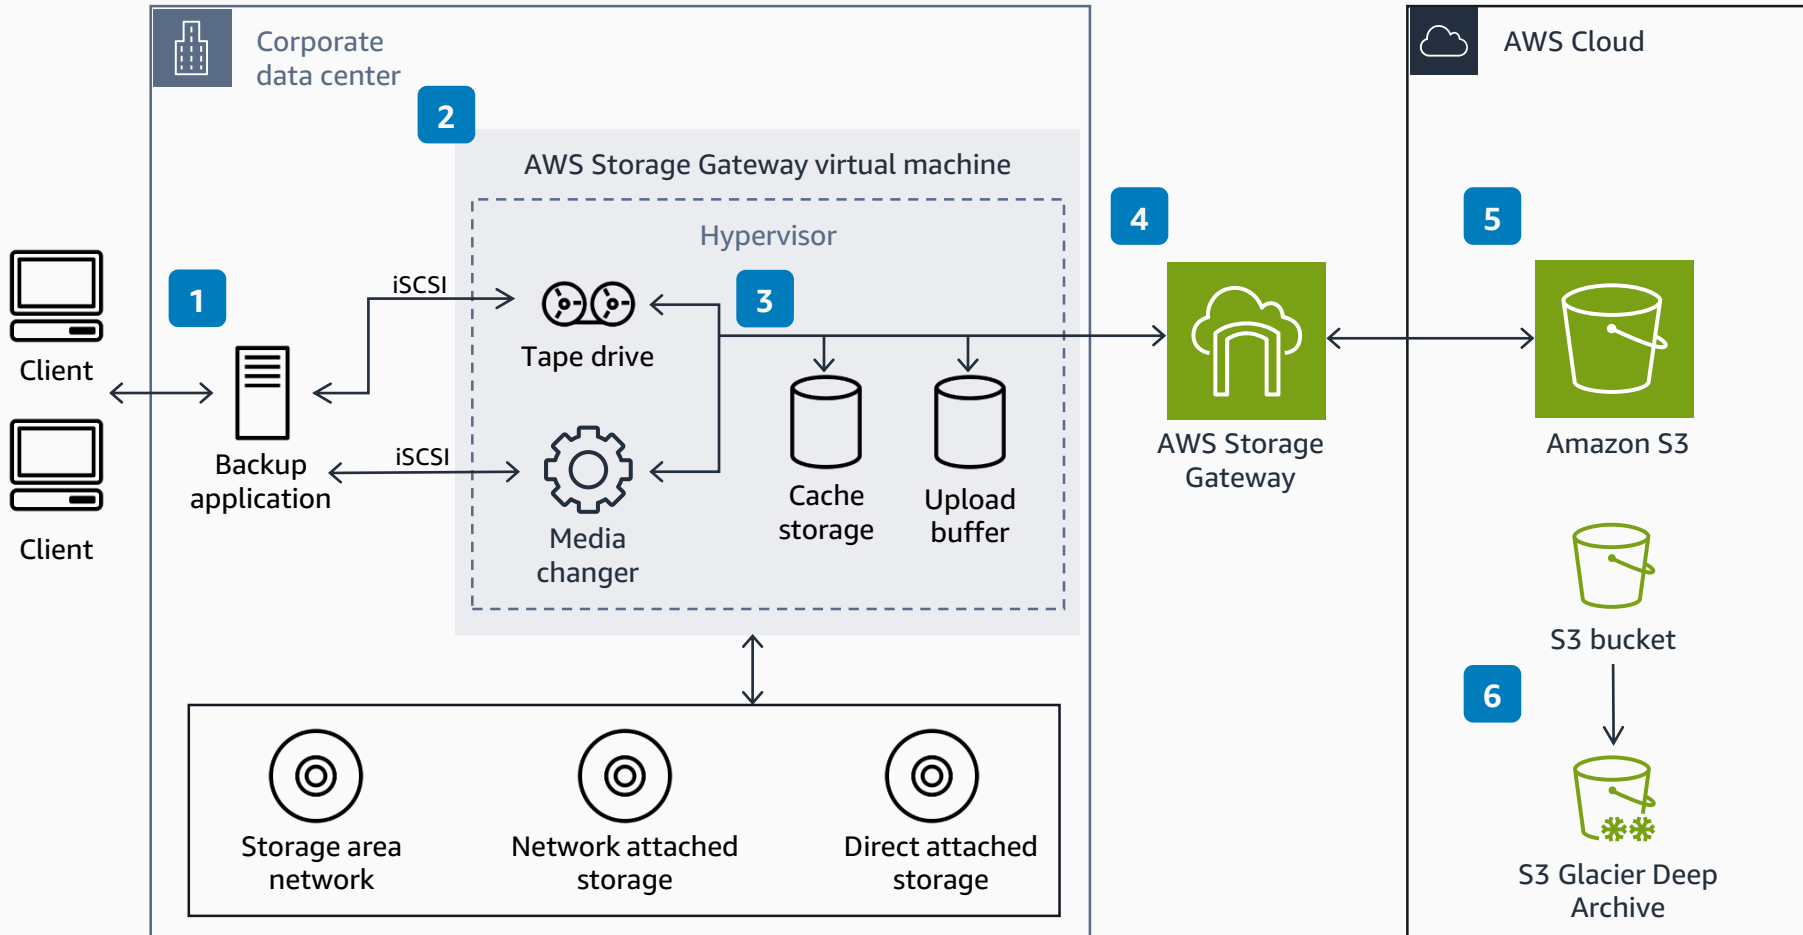 Corporate
data center
AWS Cloud
2
AWS Storage Gateway virtual machine
4
5
Hypervisor
1
iSCSI
3
Client
Tape drive
AWS Storage
Gateway
Amazon S3
Backup
application
iSCSI
Cache
storage
Upload
buffer
Client
Media
changer
S3 bucket
6
Storage area
network
Network attached
storage
Direct attached
storage
S3 Glacier Deep
Archive